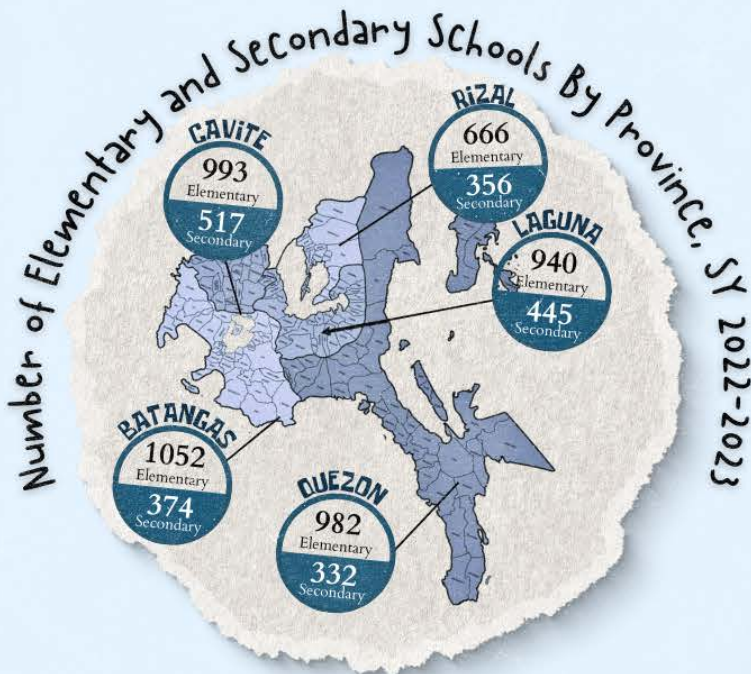 Number of Elementary and Secondary Schools By Province, SY 2022-2023
CAVITE
993
Elementary
517
Secondary
RIZAL
666
Elementary
356
Secondary
LAGUNA
940
Elementary
445
Secondary
BATANGAS
1052
Elementary
374
Secondary
QUEZON
982
Elementary
332
Secondary